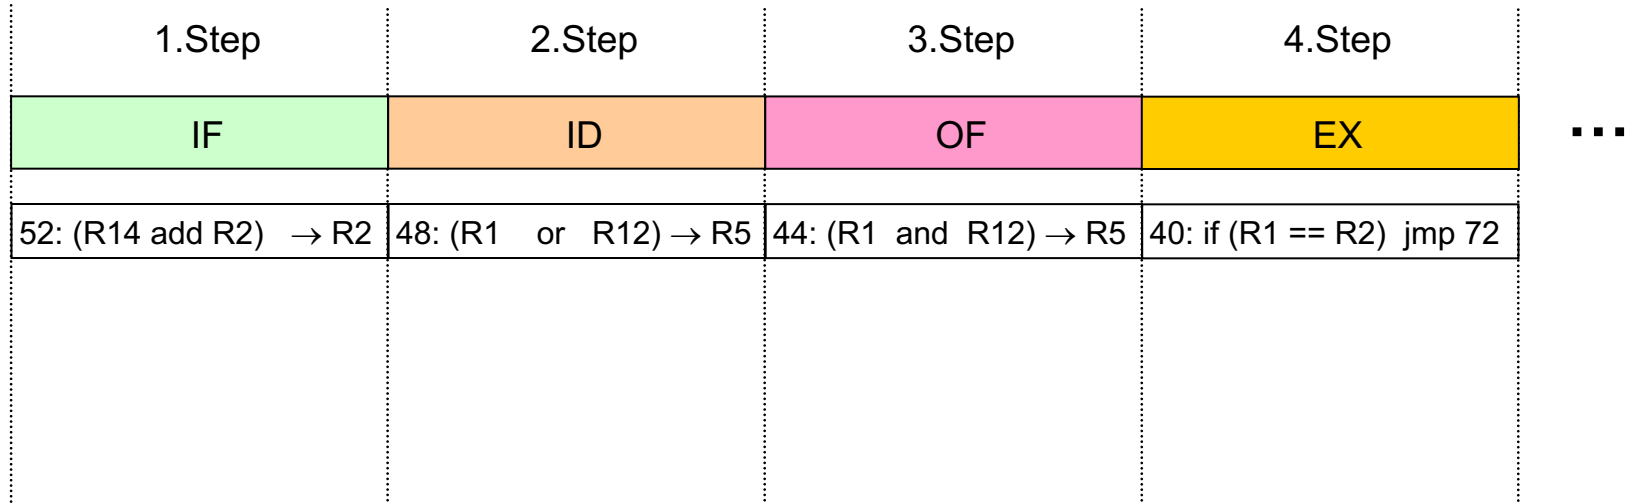 1.Step 2.Step 3.Step 4.Step
IF ID OF EX ...
52: (R14 add R2) → R2 48: (R1 or R12) → R5 44: (R1 and R12) → R5 40: if (R1 == R2) jmp 72